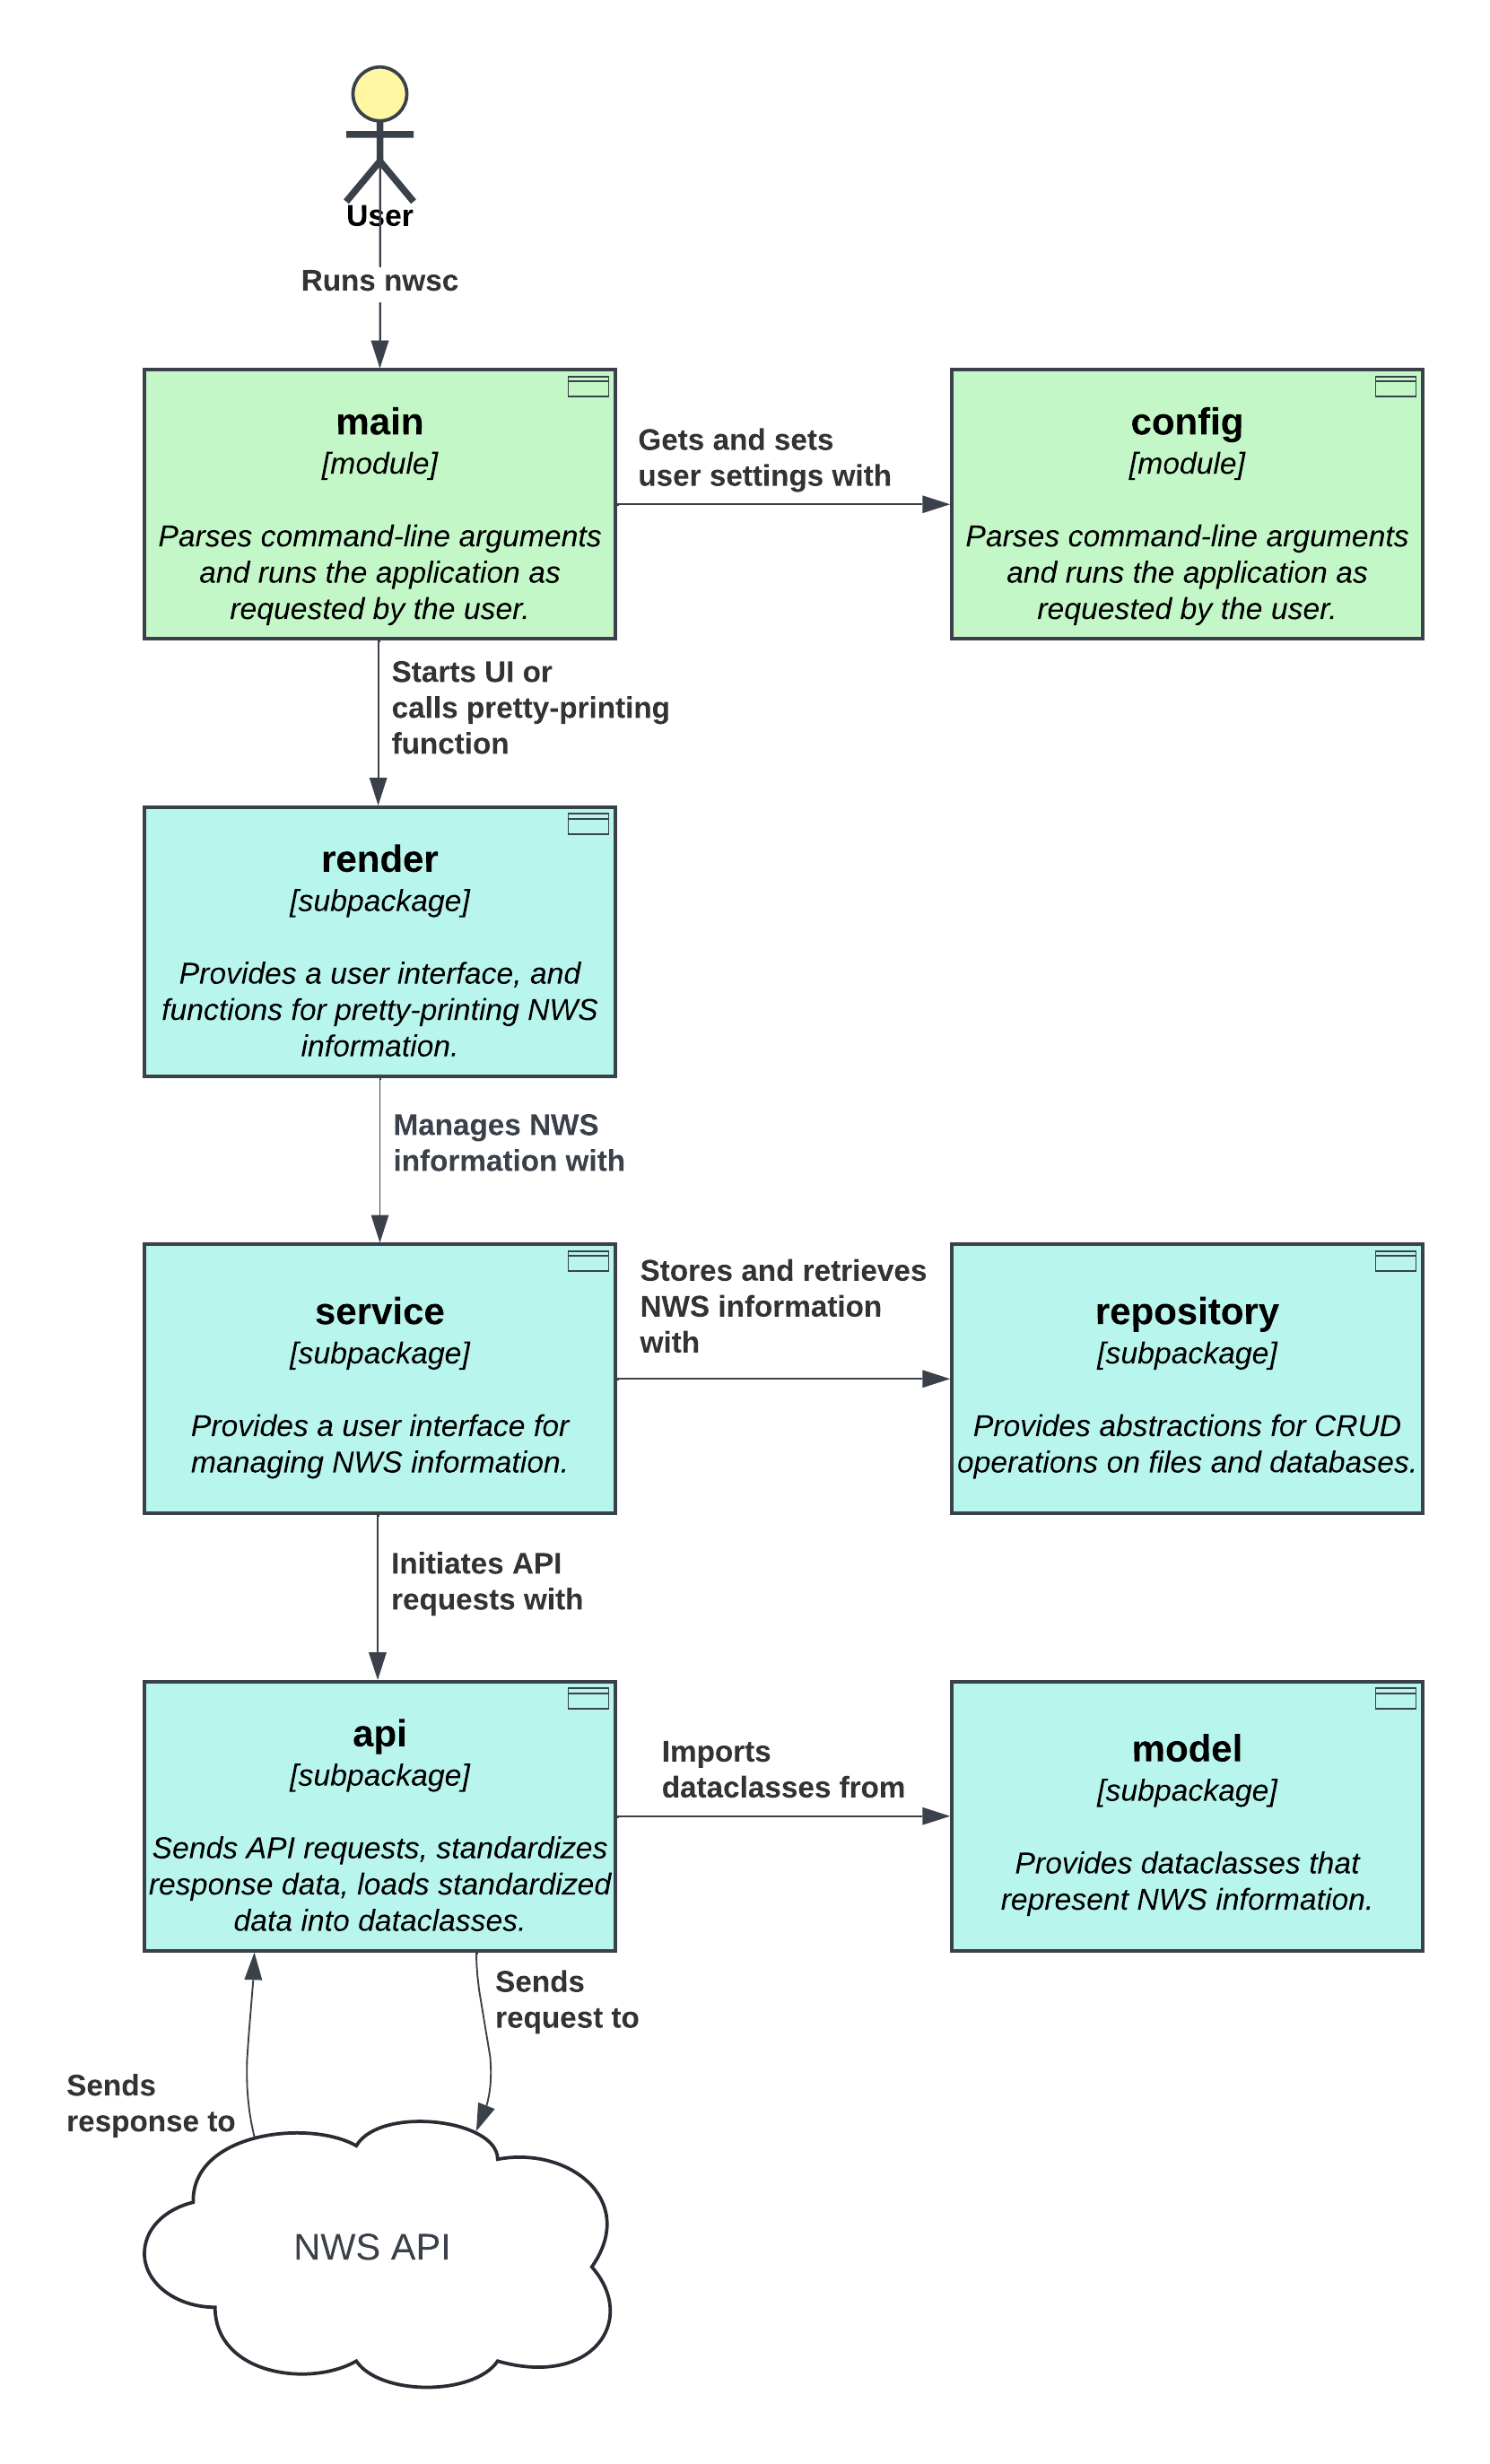 User
Runs nwsc
main
[module]
Parses command-line arguments
and runs the application as
requested by the user.
Gets and sets
user settings with
config
[module]
Parses command-line arguments
and runs the application as
requested by the user.
Starts UI or
calls pretty-printing
function
render
[subpackage]
Provides a user interface, and
functions for pretty-printing NWS
information.
Manages NWS
information with
service
[subpackage]
Provides a user interface for
managing NWS information.
Stores and retrieves
NWS information
with
repository
[subpackage]
Provides abstractions for CRUD
operations on files and databases.
Initiates API
requests with
api
[subpackage]
Sends API requests, standardizes
response data, loads standardized
data into dataclasses.
Imports
dataclasses from
model
[subpackage]
Provides dataclasses that
represent NWS information.
Sends
request to
Sends
response to
NWS API